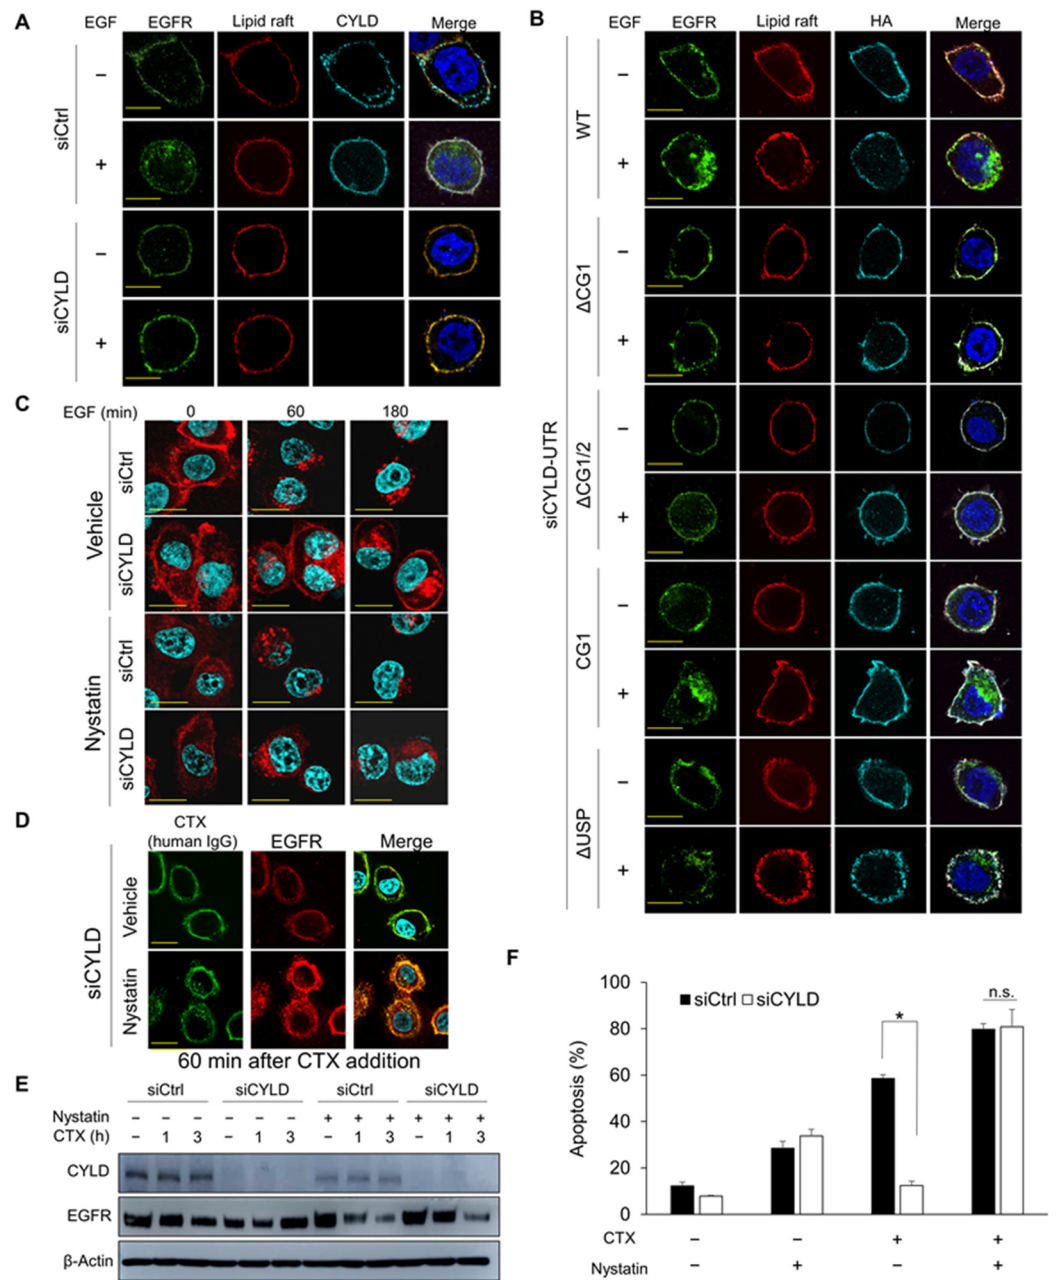 A
EGF EGFR Lipid raft CYLD Merge
siCtrl
−
+
siCYLD
−
+
B
EGF EGFR Lipid raft HA Merge
siCYLD-UTR
WT
−
+
ΔCG1
−
+
ΔCG1/2
−
+
CG1
−
+
ΔUSP
−
+
C
EGF (min) 0 60 180
Vehicle
siCtrl
siCYLD
Nystatin
siCtrl
siCYLD
D
CTX
(human IgG) EGFR Merge
siCYLD
Vehicle
Nystatin
60 min after CTX addition
E
siCtrl siCYLD siCtrl siCYLD
Nystatin − − − − − − + + + + + +
CTX (h) − 1 3 − 1 3 − 1 3 − 1 3
CYLD
EGFR
β-Actin
F
Apoptosis (%)
100
80
60
40
20
0
siCtrl siCYLD
*
n.s.
CTX − − + +
Nystatin − + − +